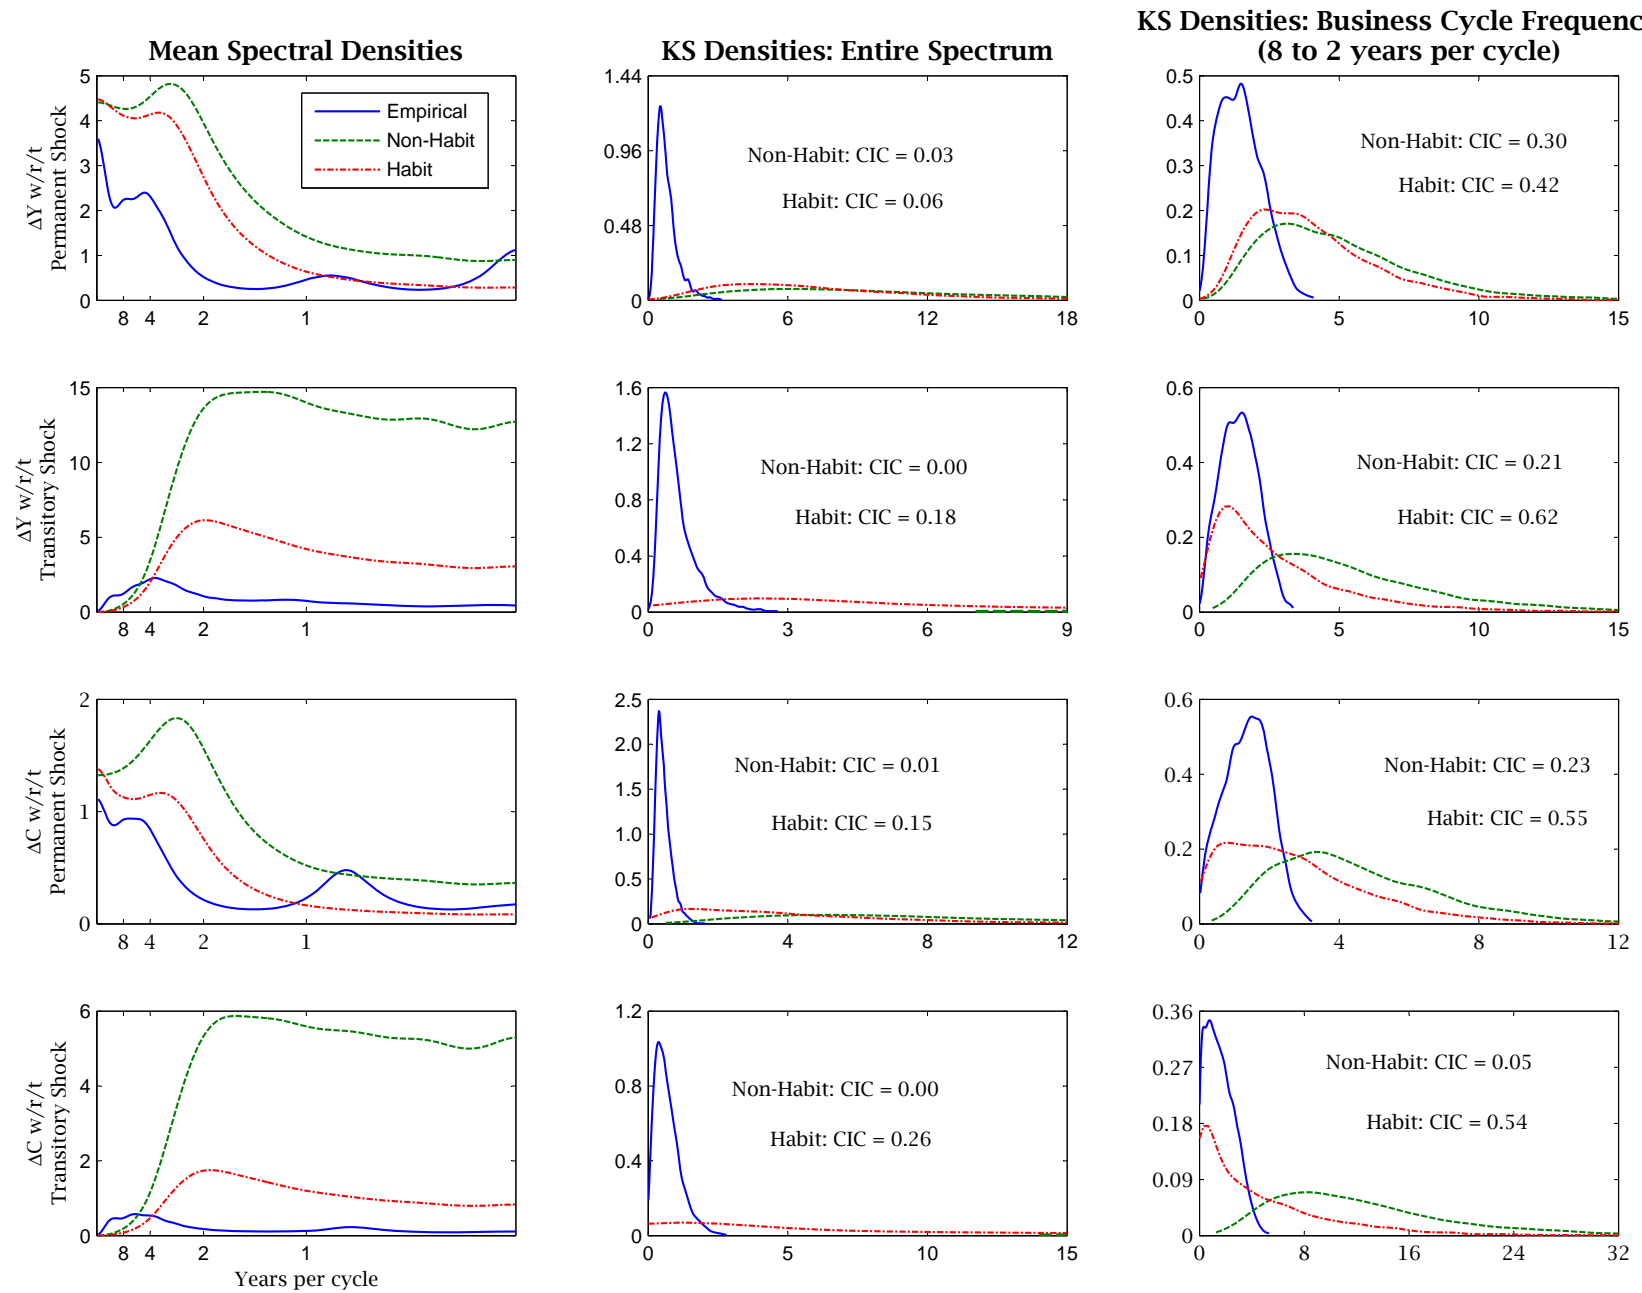 Mean Spectral Densities
KS Densities: Entire Spectrum
KS Densities: Business Cycle Frequenc
(8 to 2 years per cycle)
ΔY w/r/t
Permanent Shock
5
4
3
2
1
0
8 4 2 1
Empirical
Non-Habit
Habit
1.44
0.96
0.48
0
0 6 12 18
Non-Habit: CIC = 0.03
Habit: CIC = 0.06
0.5
0.4
0.3
0.2
0.1
0
0 5 10 15
Non-Habit: CIC = 0.30
Habit: CIC = 0.42
ΔY w/r/t
Transitory Shock
15
10
5
0
8 4 2 1
1.6
1.2
0.8
0.4
0
0 3 6 9
Non-Habit: CIC = 0.00
Habit: CIC = 0.18
0.6
0.4
0.2
0
0 5 10 15
Non-Habit: CIC = 0.21
Habit: CIC = 0.62
ΔC w/r/t
Permanent Shock
2
1
0
8 4 2 1
2.5
2.0
1.5
1.0
0.5
0
0 4 8 12
Non-Habit: CIC = 0.01
Habit: CIC = 0.15
0.6
0.4
0.2
0
0 4 8 12
Non-Habit: CIC = 0.23
Habit: CIC = 0.55
ΔC w/r/t
Transitory Shock
6
4
2
0
8 4 2 1
Years per cycle
1.2
0.8
0.4
0
0 5 10 15
Non-Habit: CIC = 0.00
Habit: CIC = 0.26
0.36
0.27
0.18
0.09
0
0 8 16 24 32
Non-Habit: CIC = 0.05
Habit: CIC = 0.54